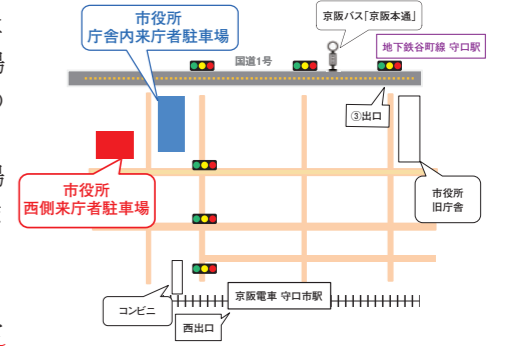 京阪バス「京阪本通」
市役所
庁舎内来庁者駐車場
国道1号
地下鉄谷町線 守口駅
③出口
市役所
西側来庁者駐車場
市役所
旧庁舎
コンビニ
京阪電車 守口市駅
西出口